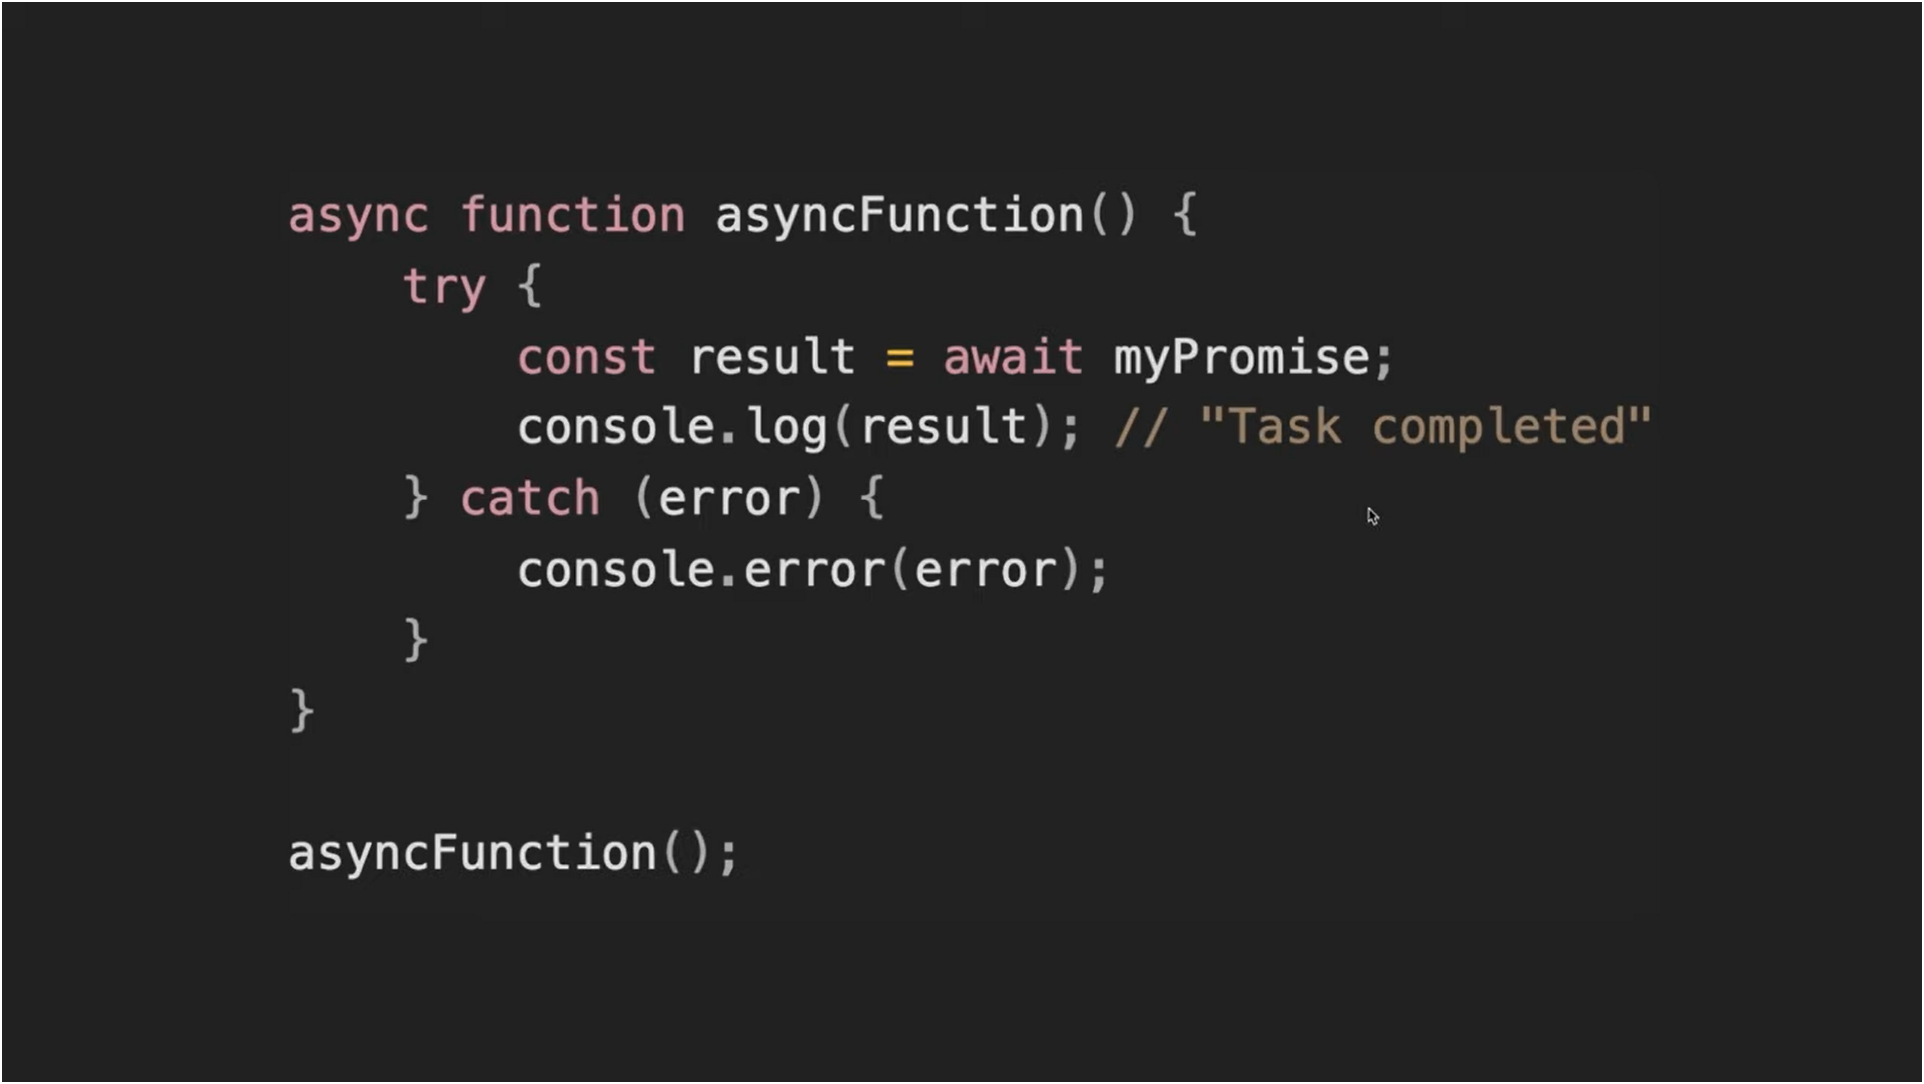 async function asyncFunction() {
    try {
        const result = await myPromise;
        console.log(result); // "Task completed"
    } catch (error) {
        console.error(error);
    }
}

asyncFunction();